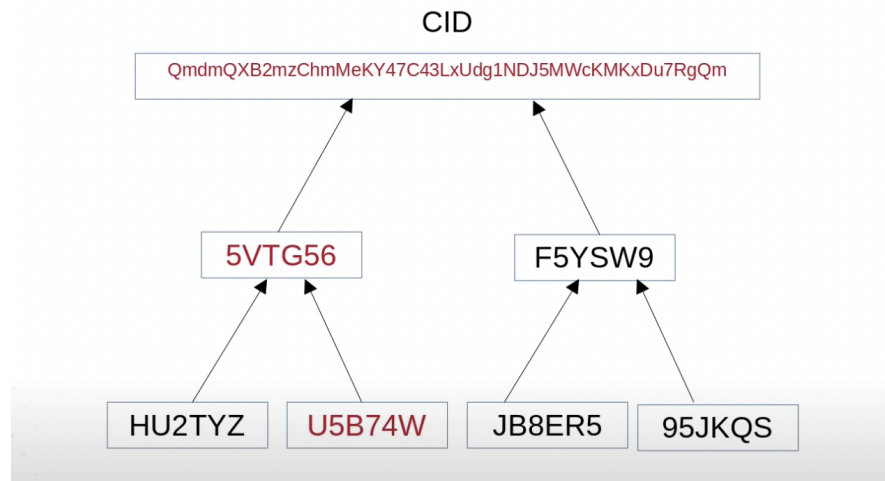 CID
QmdmQXB2mzChmMeKY47C43LxUdg1NDJ5MWcKMKxDu7RgQm
5VTG56
F5YSW9
HU2TYZ
U5B74W
JB8ER5
95JKQS